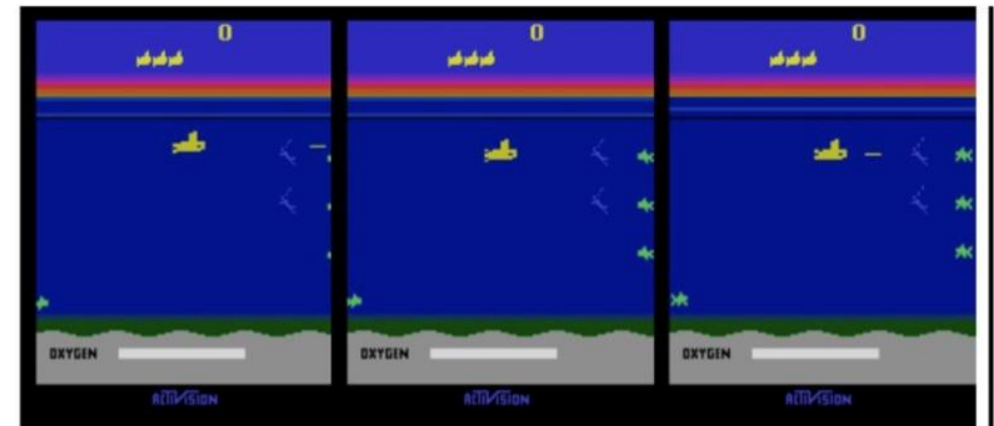 0 0 0
OXYGEN OXYGEN OXYGEN
ACTIVISION ACTIVISION ACTIVISION